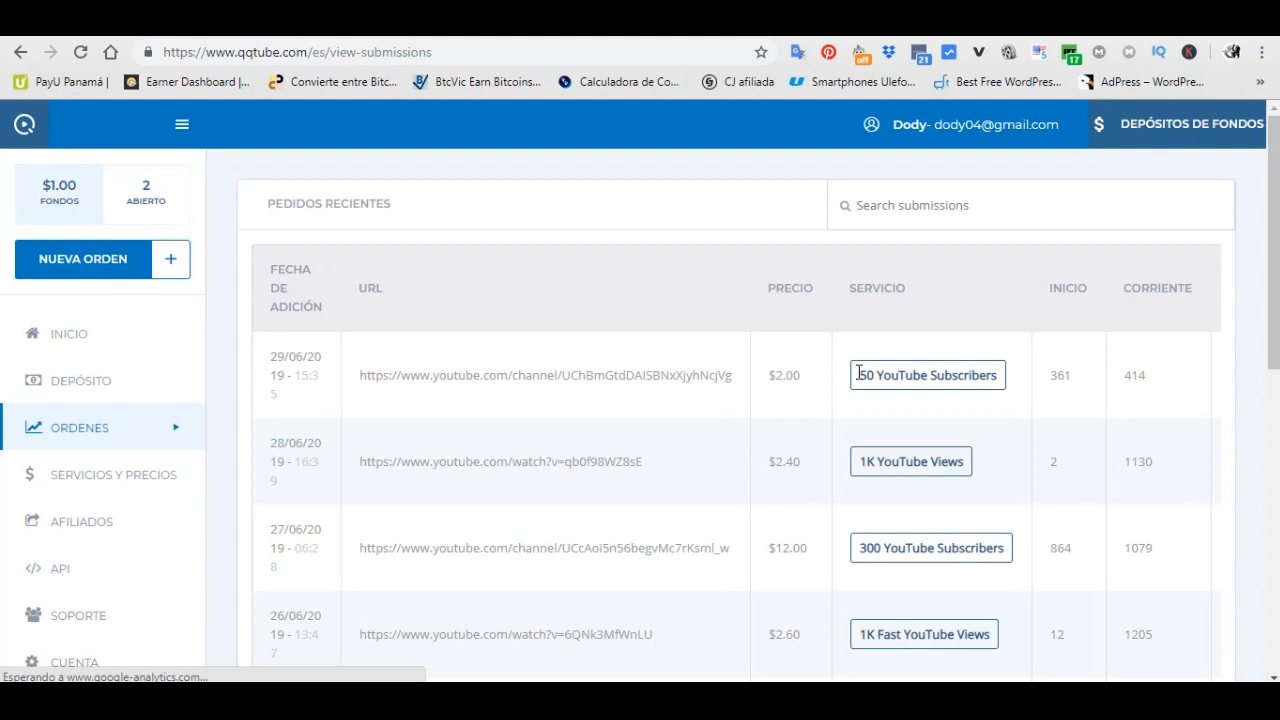 https://www.qqtube.com/es/view-submissions
off
21
5
17
IQ
K
PayU Panamá |
Earner Dashboard |...
Convierte entre Bitc...
BtcVic Earn Bitcoins...
Calculadora de Co...
CJ afiliada
Smartphones Ulefo...
Best Free WordPres...
AdPress – WordPre...
»
Dody- dody04@gmail.com
$ DEPÓSITOS DE FONDOS
$1.00
FONDOS
2
ABIERTO
NUEVA ORDEN +
INICIO
DEPÓSITO
ORDENES
SERVICIOS Y PRECIOS
AFILIADOS
API
SOPORTE
CUENTA
PEDIDOS RECIENTES
Search submissions
FECHA
DE
ADICIÓN
URL
PRECIO
SERVICIO
INICIO
CORRIENTE
29/06/20
19 - 15:3
5
https://www.youtube.com/channel/UChBmGtdDAISBNxXjyhNcjVg
$2.00
50 YouTube Subscribers
361
414
28/06/20
19 - 16:3
9
https://www.youtube.com/watch?v=qb0f98WZ8sE
$2.40
1K YouTube Views
2
1130
27/06/20
19 - 06:2
8
https://www.youtube.com/channel/UCcAoi5n56begvMc7rKsml_w
$12.00
300 YouTube Subscribers
864
1079
26/06/20
19 - 13:4
7
https://www.youtube.com/watch?v=6QNk3MfWnLU
$2.60
1K Fast YouTube Views
12
1205
Esperando a www.google-analytics.com...